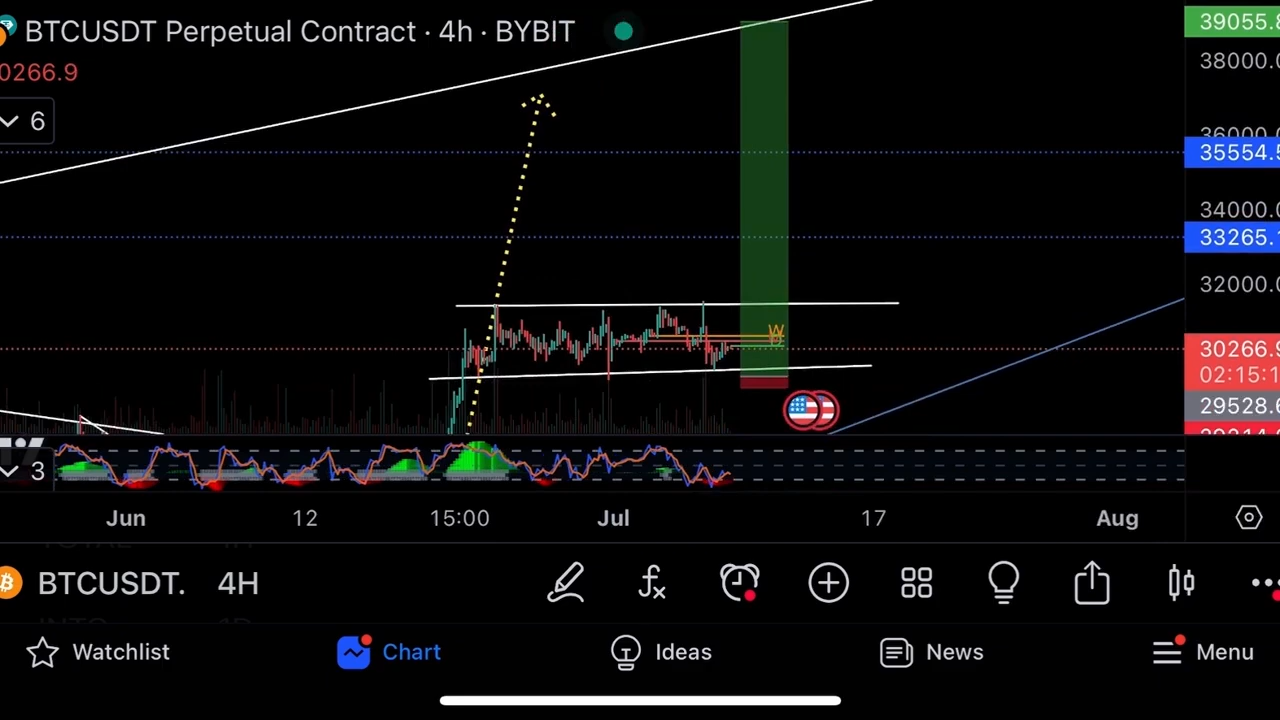 BTCUSDT Perpetual Contract · 4h · BYBIT
39055.8
38000.0
0266.9
6
36000.0
35554.5
34000.0
33265.1
32000.0
W
30266.9
02:15:1
29528.6
3
Jun 12 15:00 Jul 17 Aug
BTCUSDT. 4H
Watchlist Chart Ideas News Menu